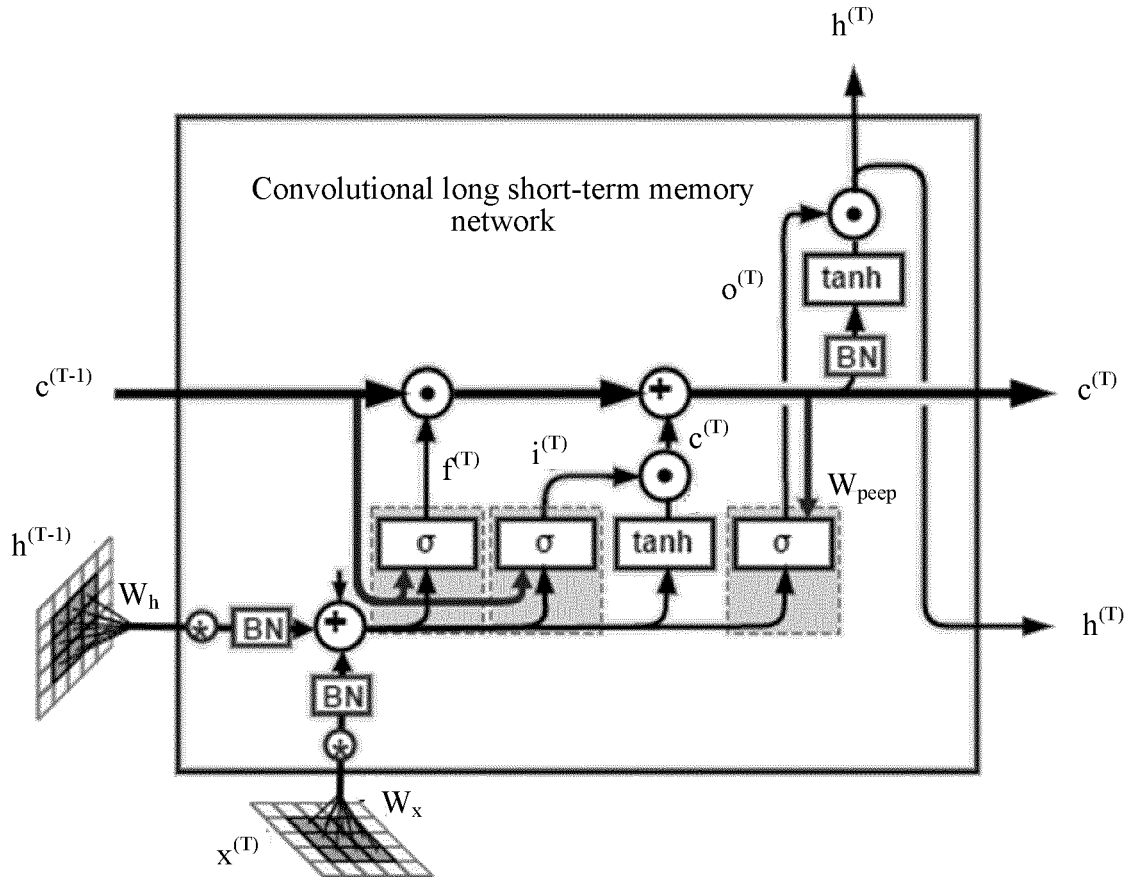 h(T)
Convolutional long short-term memory
network
o(T)
tanh
BN
c(T-1)
+
c(T)
c(T)
f(T)
i(T)
Wpeep
h(T-1)
σ
σ
tanh
σ
Wh
*
BN
+
h(T)
BN
*
Wx
x(T)